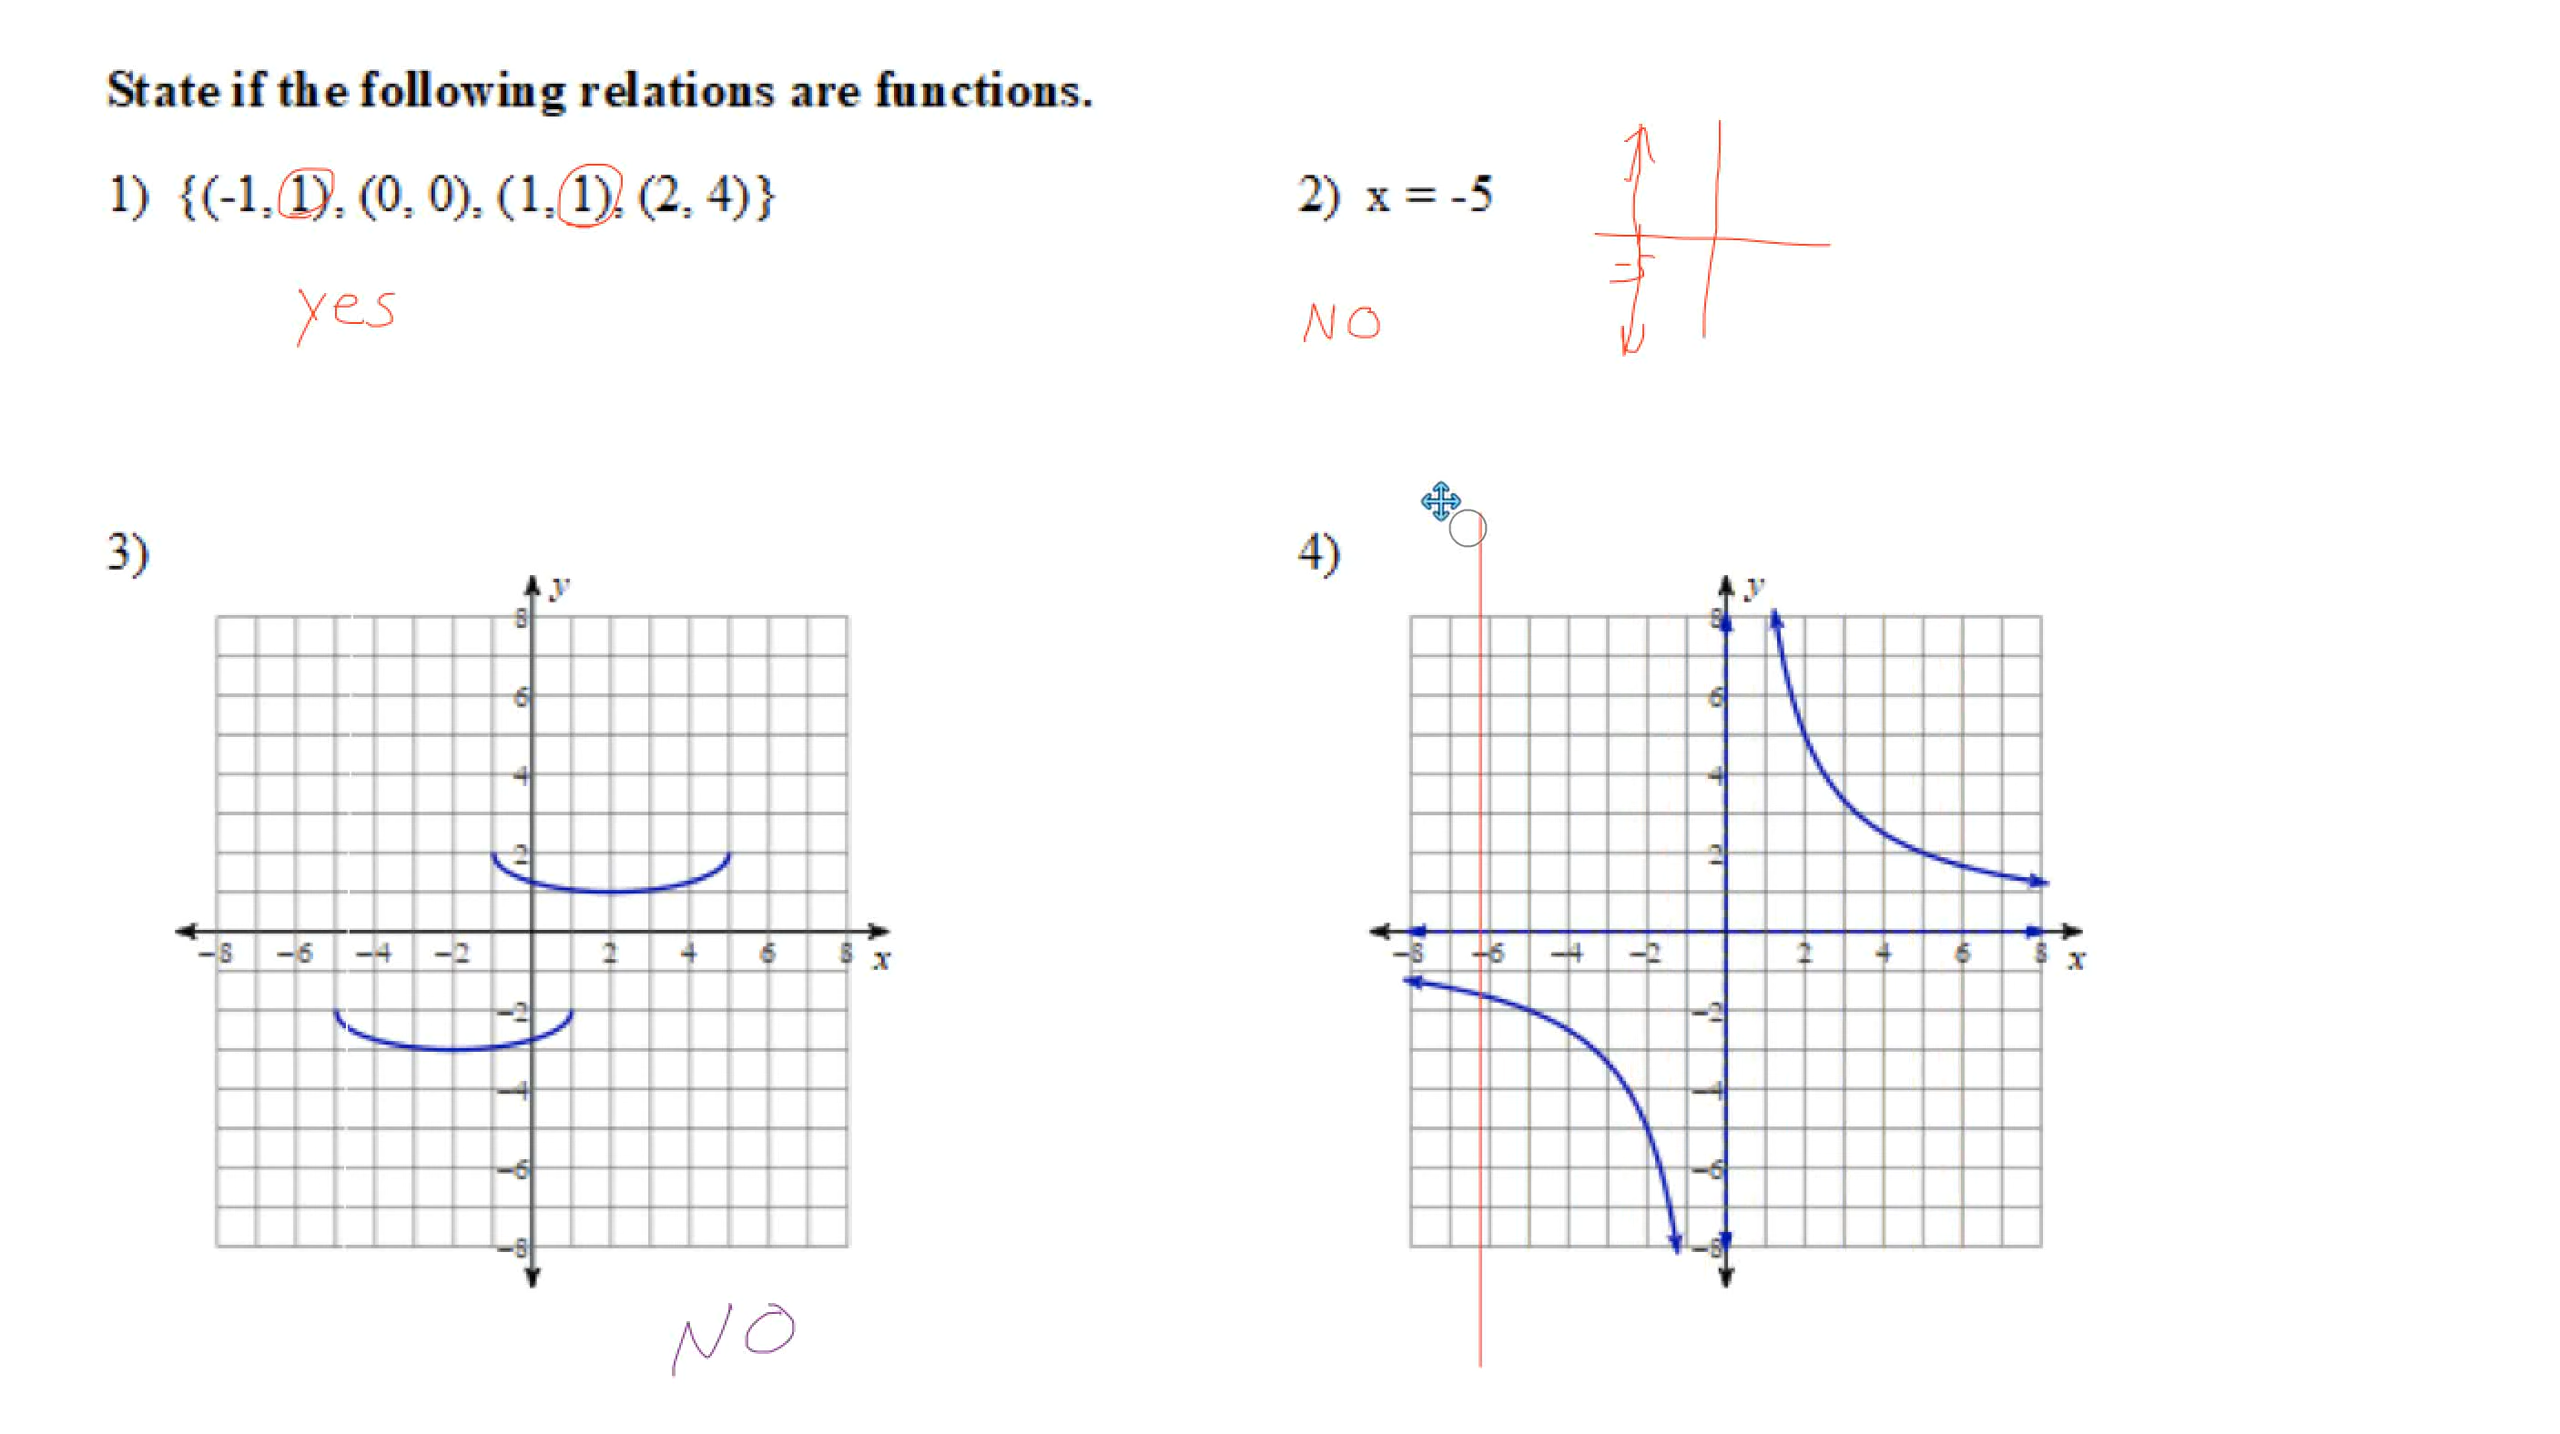 State if the following relations are functions.
1) {(-1, 1), (0, 0), (1, 1), (2, 4)}
2) x = -5
-5
yes
NO
3)
4)
y
8
6
4
2
-8 -6 -4 -2 2 4 6 8 x
-2
-4
-6
-8
y
8
6
4
2
-8 -6 -4 -2 2 4 6 8 x
-2
-4
-6
-8
NO